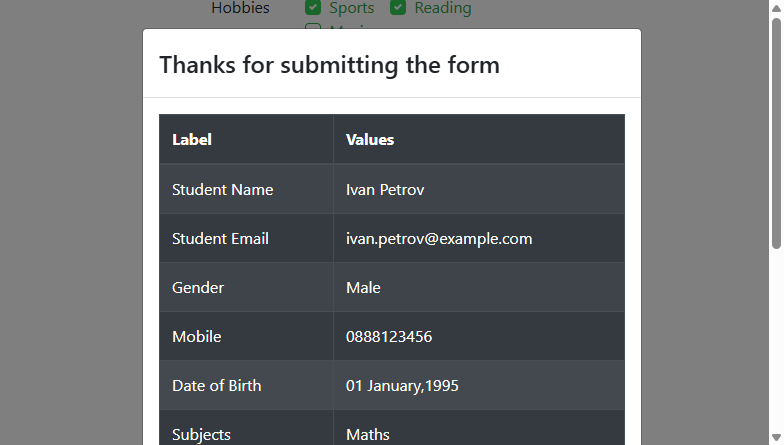 Hobbies Sports Reading
Thanks for submitting the form
Label Values
Student Name Ivan Petrov
Student Email ivan.petrov@example.com
Gender Male
Mobile 0888123456
Date of Birth 01 January,1995
Subjects Maths